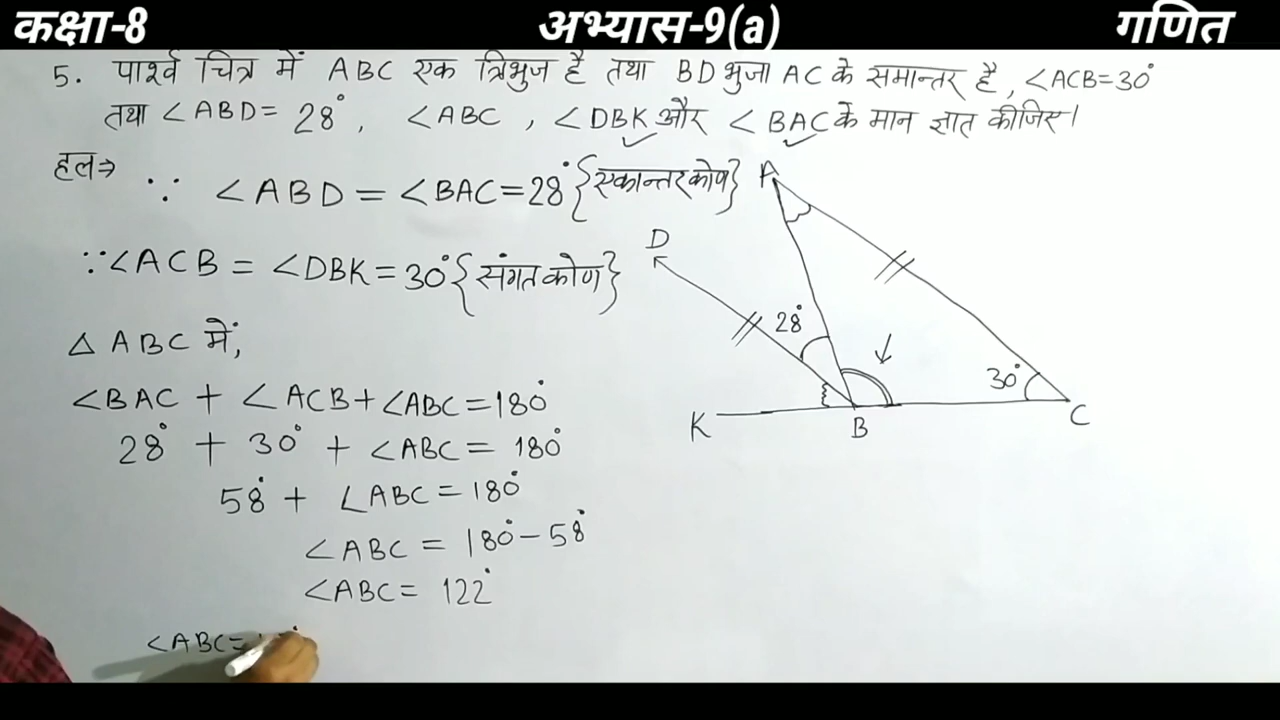 कक्षा-8 अभ्यास-9(a) गणित
5. पार्श्व चित्र में ABC एक त्रिभुज है तथा BD भुजा AC के समान्तर है, ∠ACB=30°
तथा ∠ABD= 28°, ∠ABC, ∠DBK और ∠BAC के मान ज्ञात कीजिए।
हल⇒
∵ ∠ABD = ∠BAC=28° {एकान्तर कोण}
∵∠ACB = ∠DBK=30° {संगत कोण}
△ ABC में,
∠BAC + ∠ACB+∠ABC=180°
28° + 30° + ∠ABC= 180°
58° + ∠ABC=180°
∠ABC = 180°-58°
∠ABC= 122°
∠ABC=
A
D
28°
30°
K
B
C